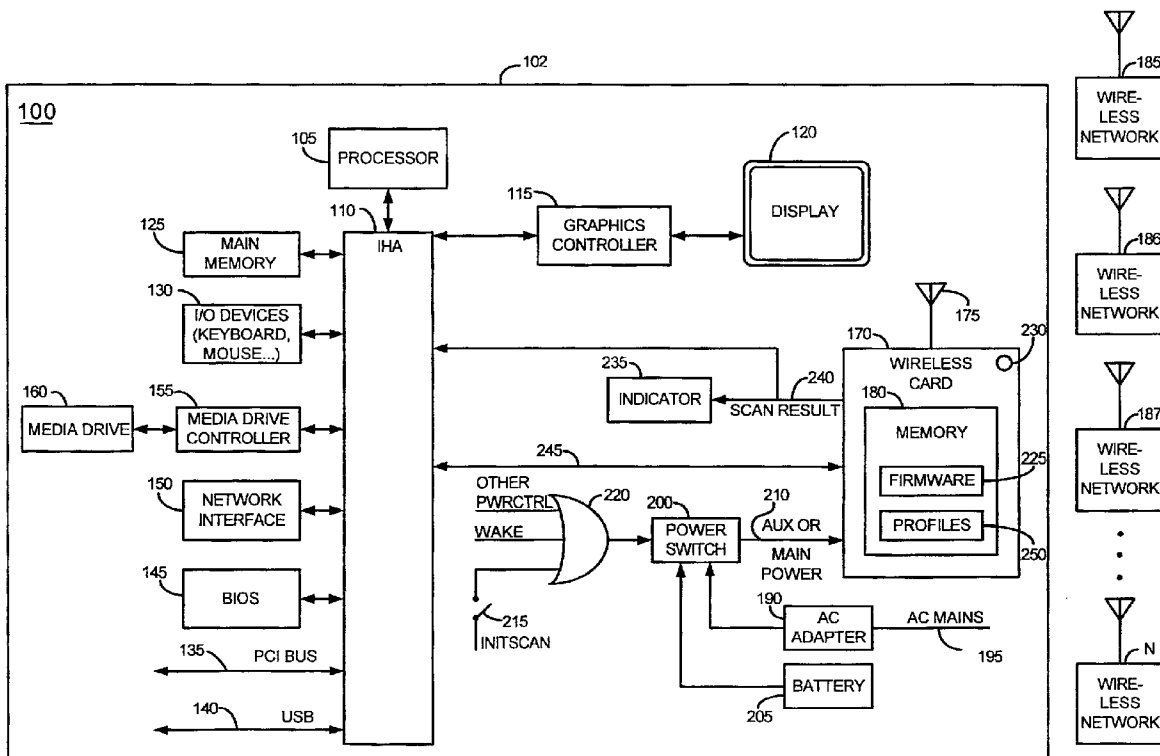 102
185
100
WIRE-
LESS
NETWORK
105
PROCESSOR
120
DISPLAY
110
IHA
115
GRAPHICS
CONTROLLER
125
MAIN
MEMORY
186
WIRE-
LESS
NETWORK
130
I/O DEVICES
(KEYBOARD,
MOUSE...)
175
170
WIRELESS
CARD
230
235
INDICATOR
240
SCAN RESULT
160
MEDIA DRIVE
155
MEDIA DRIVE
CONTROLLER
180
MEMORY
187
WIRE-
LESS
NETWORK
245
225
FIRMWARE
150
NETWORK
INTERFACE
OTHER
PWRCTRL
220
WAKE
200
POWER
SWITCH
210
AUX OR
MAIN
POWER
PROFILES
250
145
BIOS
215
INITSCAN
190
AC
ADAPTER
AC MAINS
195
135
PCI BUS
BATTERY
205
N
WIRE-
LESS
NETWORK
140
USB